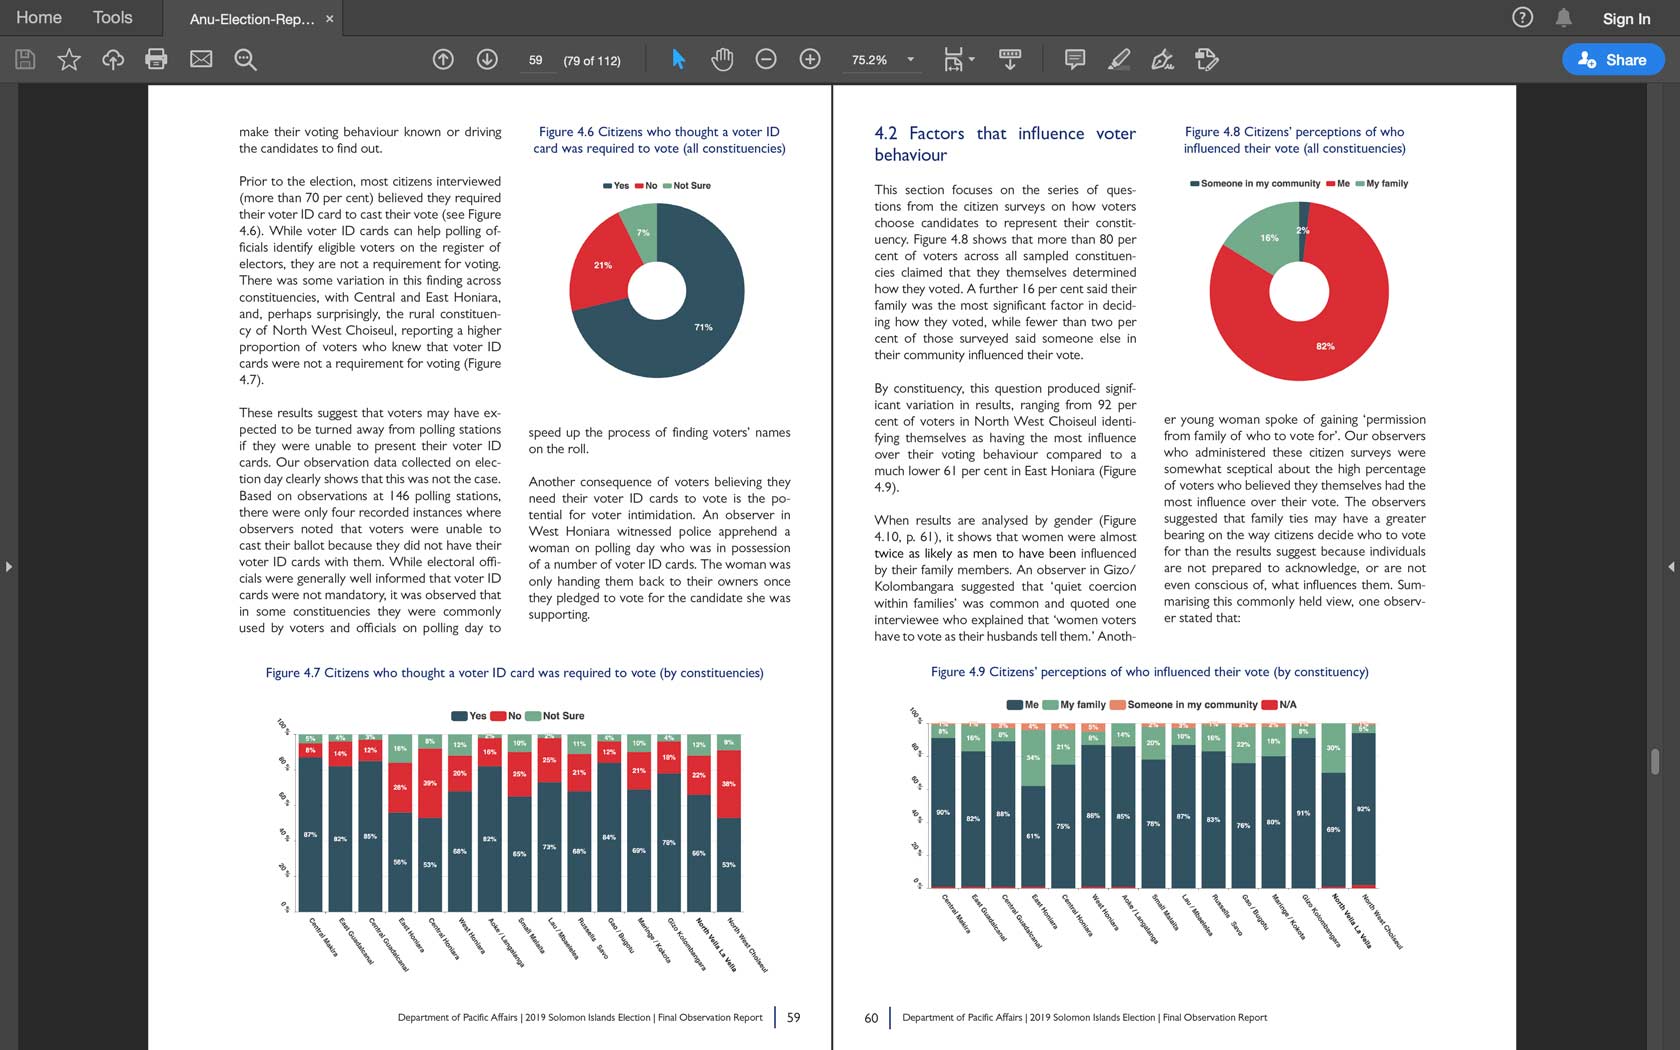 Home
Tools
Anu-Election-Rep... ×
Sign In
59
(79 of 112)
75.2%
Share
make their voting behaviour known or driving
the candidates to find out.
Prior to the election, most citizens interviewed
(more than 70 per cent) believed they required
their voter ID card to cast their vote (see Figure
4.6). While voter ID cards can help polling of-
ficials identify eligible voters on the register of
electors, they are not a requirement for voting.
There was some variation in this finding across
constituencies, with Central and East Honiara,
and, perhaps surprisingly, the rural constituen-
cy of North West Choiseul, reporting a higher
proportion of voters who knew that voter ID
cards were not a requirement for voting (Figure
4.7).
These results suggest that voters may have ex-
pected to be turned away from polling stations
if they were unable to present their voter ID
cards. Our observation data collected on elec-
tion day clearly shows that this was not the case.
Based on observations at 146 polling stations,
there were only four recorded instances where
observers noted that voters were unable to
cast their ballot because they did not have their
voter ID cards with them. While electoral offi-
cials were generally well informed that voter ID
cards were not mandatory, it was observed that
in some constituencies they were commonly
used by voters and officials on polling day to
Figure 4.6 Citizens who thought a voter ID
card was required to vote (all constituencies)
Yes No Not Sure
7%
21%
71%
speed up the process of finding voters' names
on the roll.
Another consequence of voters believing they
need their voter ID cards to vote is the po-
tential for voter intimidation. An observer in
West Honiara witnessed police apprehend a
woman on polling day who was in possession
of a number of voter ID cards. The woman was
only handing them back to their owners once
they pledged to vote for the candidate she was
supporting.
Figure 4.7 Citizens who thought a voter ID card was required to vote (by constituencies)
Yes No Not Sure
100 %
80 %
60 %
40 %
20 %
0 %
5% 4% 3% 16% 8% 12% 2% 10% 2% 11% 4% 10% 4% 12% 9%
8% 14% 12% 28% 39% 20% 16% 25% 25% 21% 12% 21% 18% 22% 38%
87% 82% 85% 56% 53% 68% 82% 65% 73% 68% 84% 69% 78% 66% 53%
Central Makira
East Guadalcanal
Central Guadalcanal
East Honiara
Central Honiara
West Honiara
Aoke / Langalanga
Small Malaita
Lau / Mbaelelea
Russells Savo
Gao / Bugotu
Maringe / Kokota
Gizo Kolombangara
North Vella La Vella
North West Choiseul
Department of Pacific Affairs | 2019 Solomon Islands Election | Final Observation Report 59
4.2 Factors that influence voter
behaviour
This section focuses on the series of ques-
tions from the citizen surveys on how voters
choose candidates to represent their constit-
uency. Figure 4.8 shows that more than 80 per
cent of voters across all sampled constituen-
cies claimed that they themselves determined
how they voted. A further 16 per cent said their
family was the most significant factor in decid-
ing how they voted, while fewer than two per
cent of those surveyed said someone else in
their community influenced their vote.
By constituency, this question produced signif-
icant variation in results, ranging from 92 per
cent of voters in North West Choiseul identi-
fying themselves as having the most influence
over their voting behaviour compared to a
much lower 61 per cent in East Honiara (Figure
4.9).
When results are analysed by gender (Figure
4.10, p. 61), it shows that women were almost
twice as likely as men to have been influenced
by their family members. An observer in Gizo/
Kolombangara suggested that 'quiet coercion
within families' was common and quoted one
interviewee who explained that 'women voters
have to vote as their husbands tell them.' Anoth-
Figure 4.8 Citizens' perceptions of who
influenced their vote (all constituencies)
Someone in my community Me My family
2%
16%
82%
er young woman spoke of gaining 'permission
from family of who to vote for'. Our observers
who administered these citizen surveys were
somewhat sceptical about the high percentage
of voters who believed they themselves had the
most influence over their vote. The observers
suggested that family ties may have a greater
bearing on the way citizens decide who to vote
for than the results suggest because individuals
are not prepared to acknowledge, or are not
even conscious of, what influences them. Sum-
marising this commonly held view, one observ-
er stated that:
Figure 4.9 Citizens' perceptions of who influenced their vote (by constituency)
Me My family Someone in my community N/A
100 %
80 %
60 %
40 %
20 %
0 %
8% 16% 8% 34% 21% 8% 14% 20% 10% 16% 22% 18% 8% 30% 5%
90% 82% 88% 61% 75% 86% 85% 78% 87% 83% 76% 80% 91% 69% 92%
Central Makira
East Guadalcanal
Central Guadalcanal
East Honiara
Central Honiara
West Honiara
Aoke / Langalanga
Small Malaita
Lau / Mbaelelea
Russells Savo
Gao / Bugotu
Maringe / Kokota
Gizo Kolombangara
North Vella La Vella
North West Choiseul
60 Department of Pacific Affairs | 2019 Solomon Islands Election | Final Observation Report